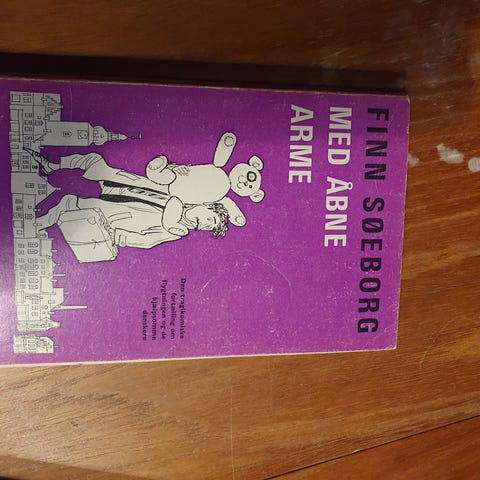 FINN SØEBORG
MED ÅBNE
ARME
Den tragikomiske
fortælling om
flygtningen og de
hjælpsomme
danskere